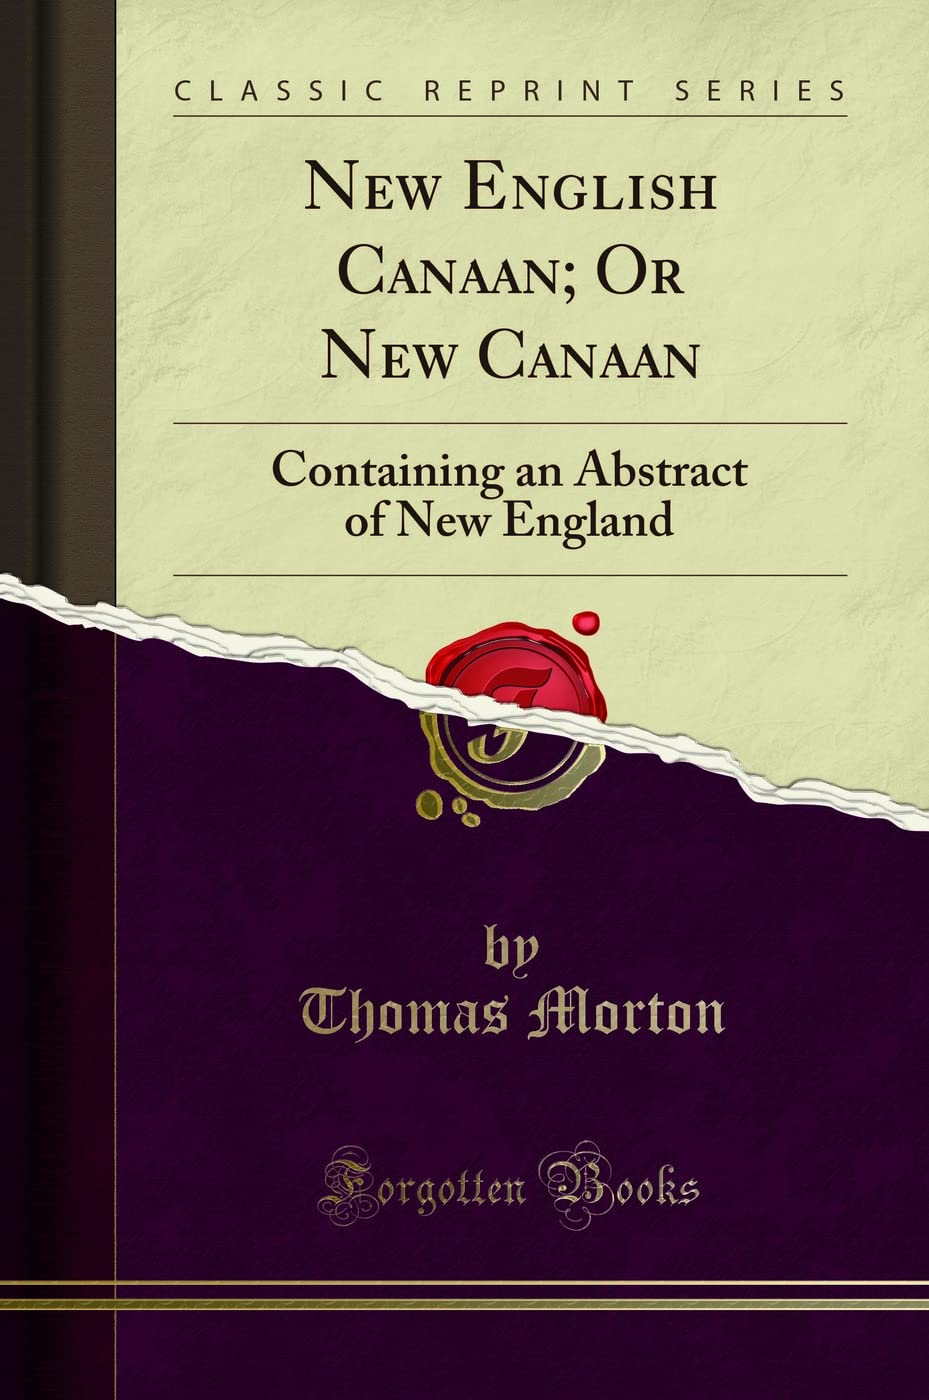 CLASSIC REPRINT SERIES
New English
Canaan; Or
New Canaan
Containing an Abstract
of New England
by
Thomas Morton
Forgotten Books